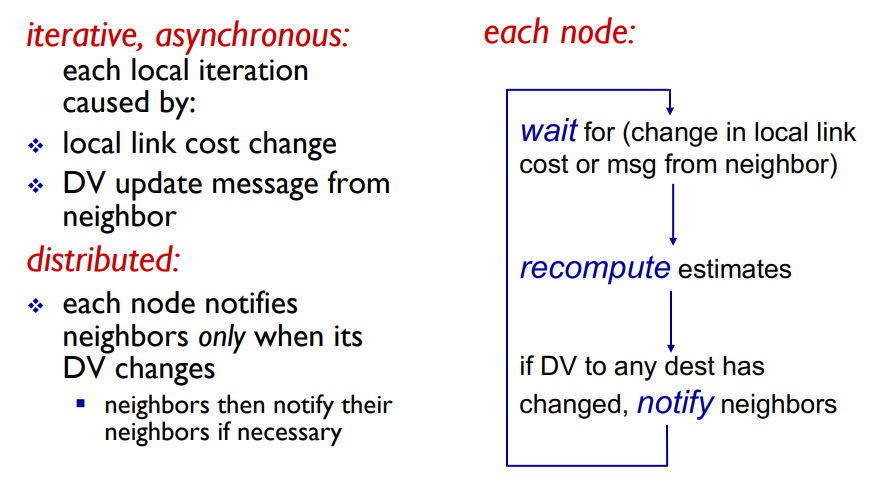 iterative, asynchronous:
each local iteration
caused by:
local link cost change
DV update message from
neighbor
distributed:
each node notifies
neighbors only when its
DV changes
neighbors then notify their
neighbors if necessary
each node:
wait for (change in local link
cost or msg from neighbor)
recompute estimates
if DV to any dest has
changed, notify neighbors